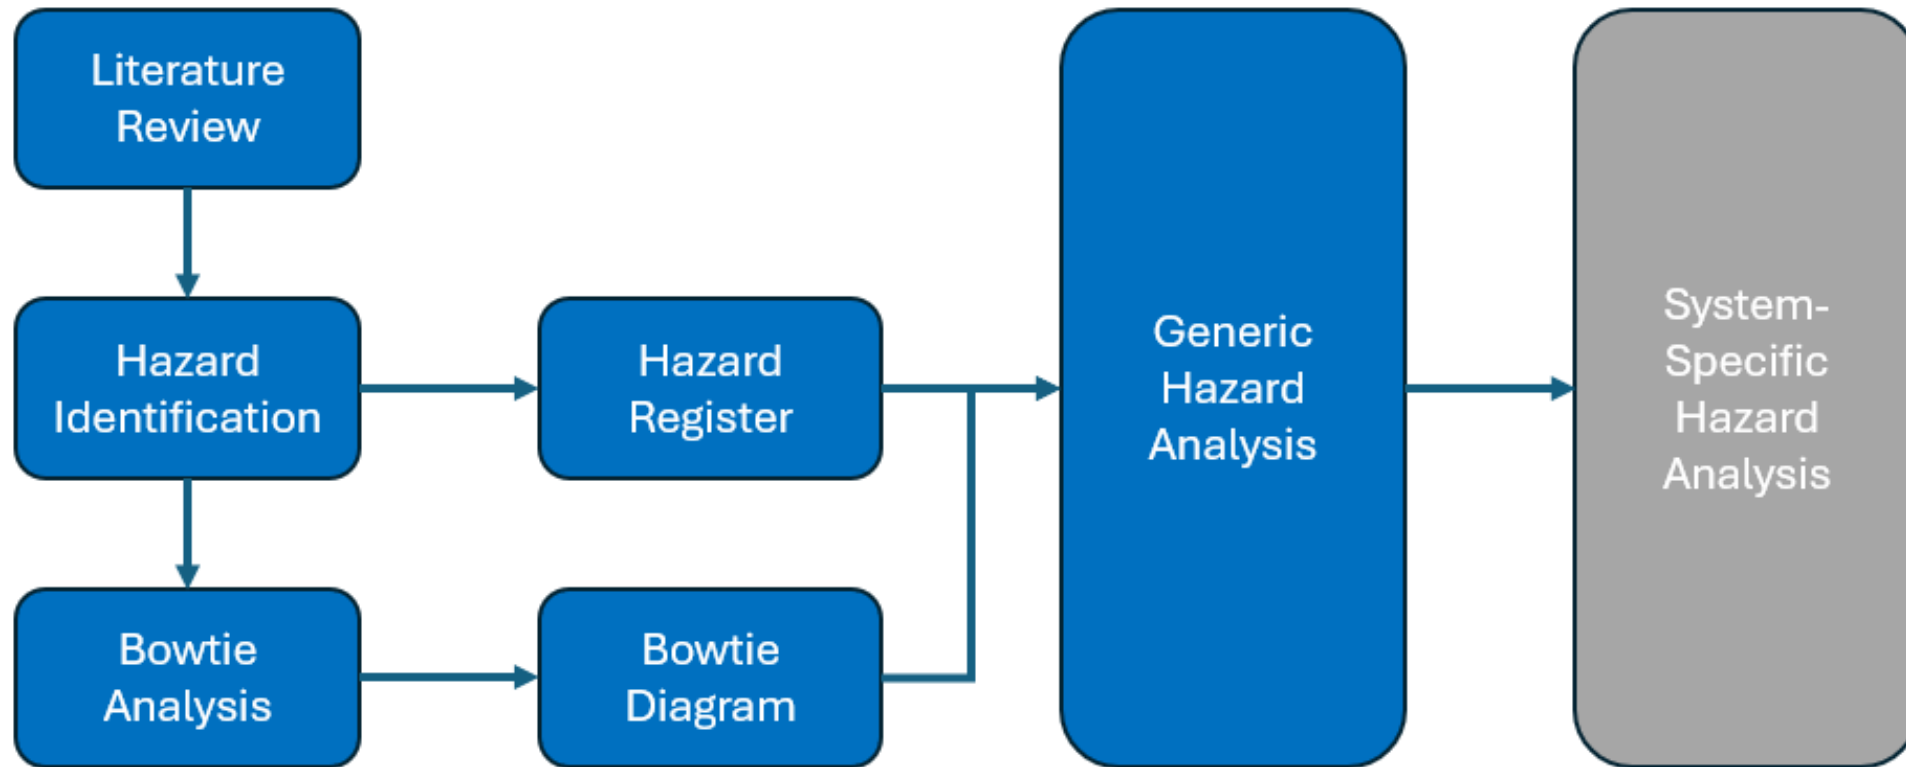 Literature
Review
Hazard
Identification
Hazard
Register
Bowtie
Analysis
Bowtie
Diagram
Generic
Hazard
Analysis
System-
Specific
Hazard
Analysis